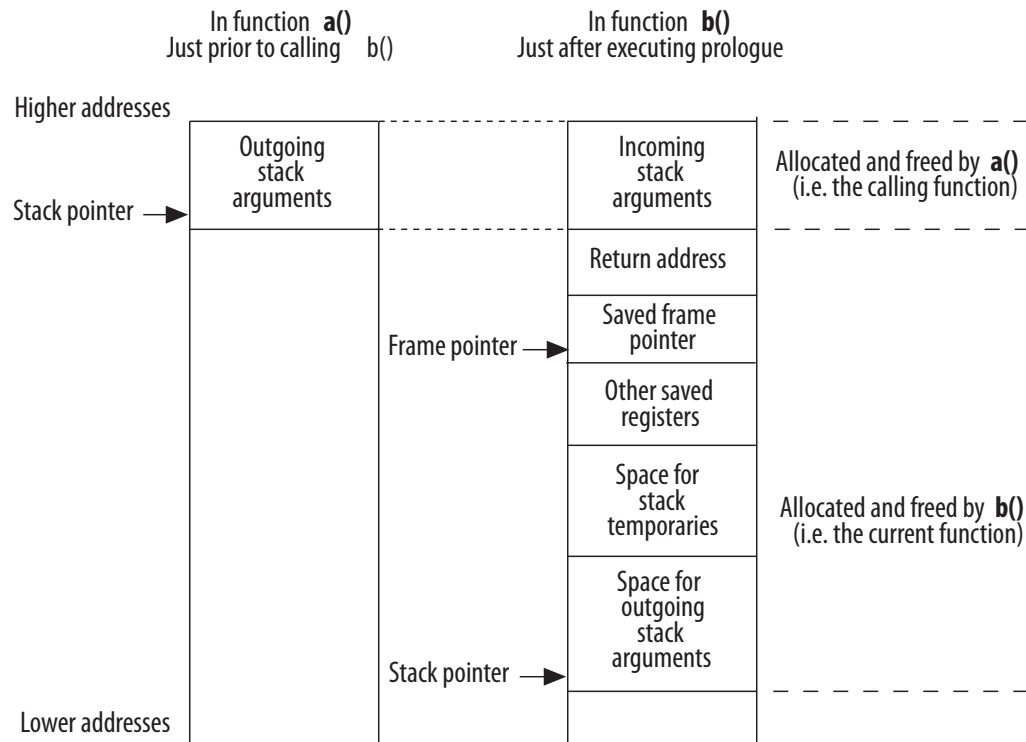 In function a()
Just prior to calling b()
In function b()
Just after executing prologue
Higher addresses
Outgoing
stack
arguments
Incoming
stack
arguments
Allocated and freed by a()
(i.e. the calling function)
Stack pointer
Return address
Saved frame
pointer
Frame pointer
Other saved
registers
Space for
stack
temporaries
Allocated and freed by b()
(i.e. the current function)
Space for
outgoing
stack
arguments
Stack pointer
Lower addresses